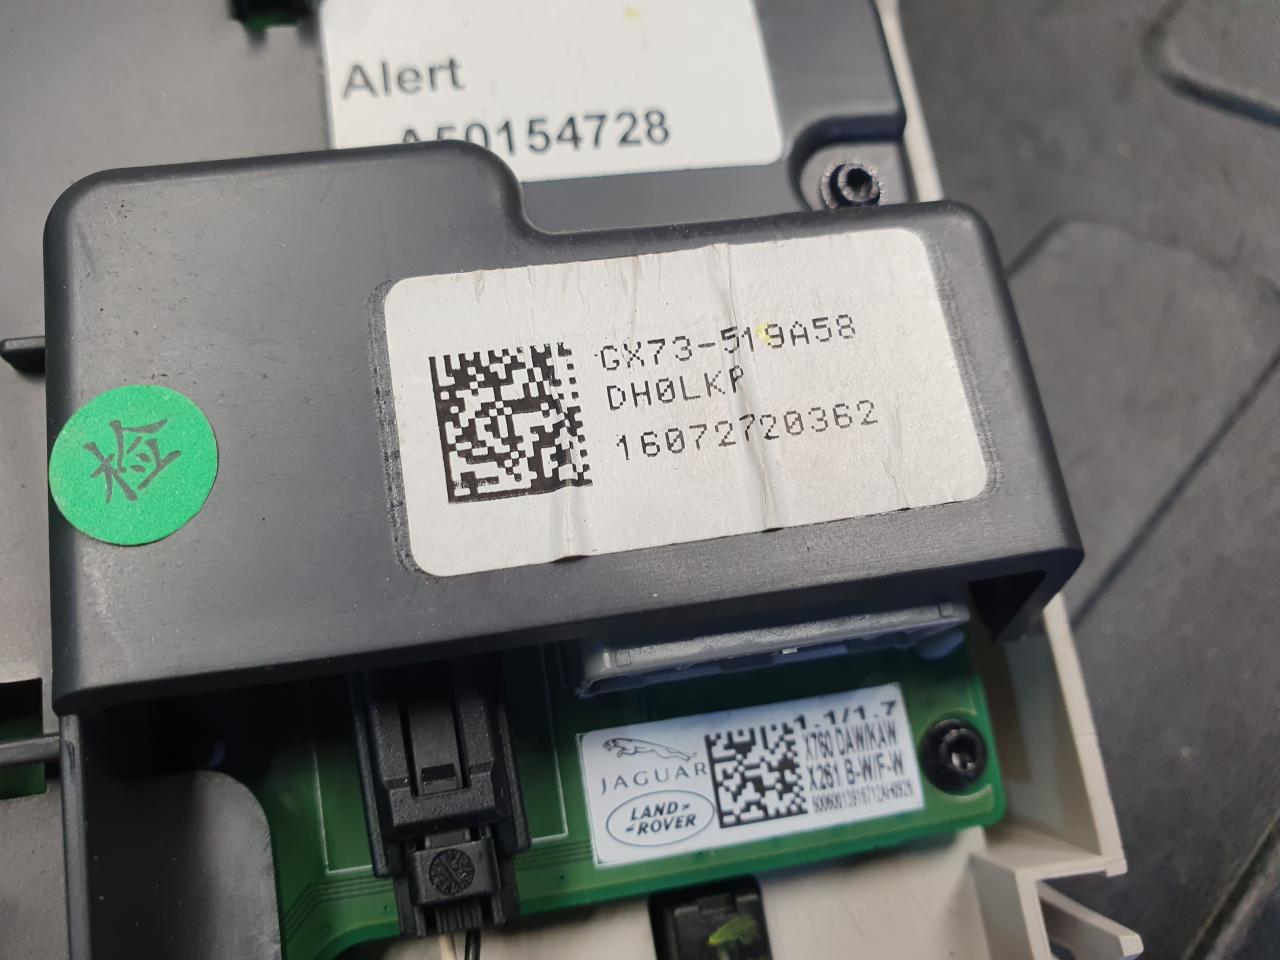 Alert
A50154728
GX73-519A58
DH0LKP
16072720362
检
1.1/1.7
JAGUAR
LAND-
-ROVER
X760 DAW/KAW
X261 B-W/F-W